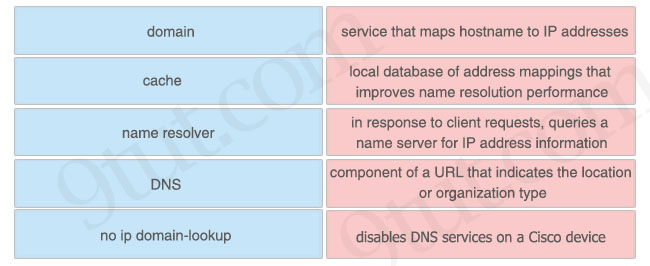 domain
service that maps hostname to IP addresses
cache
local database of address mappings that
improves name resolution performance
name resolver
in response to client requests, queries a
name server for IP address information
DNS
component of a URL that indicates the location
or organization type
no ip domain-lookup
disables DNS services on a Cisco device
9tut.com
9tut.com